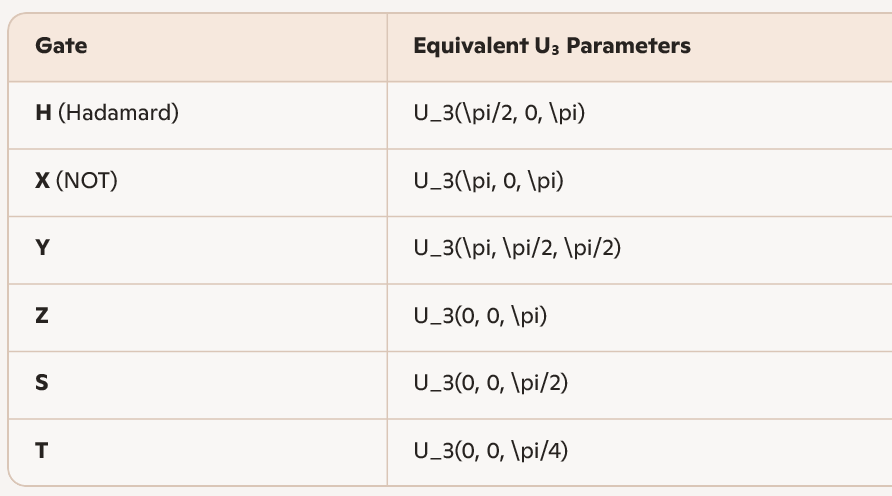 Gate Equivalent U₃ Parameters
H (Hadamard) U_3(\pi/2, 0, \pi)
X (NOT) U_3(\pi, 0, \pi)
Y U_3(\pi, \pi/2, \pi/2)
Z U_3(0, 0, \pi)
S U_3(0, 0, \pi/2)
T U_3(0, 0, \pi/4)